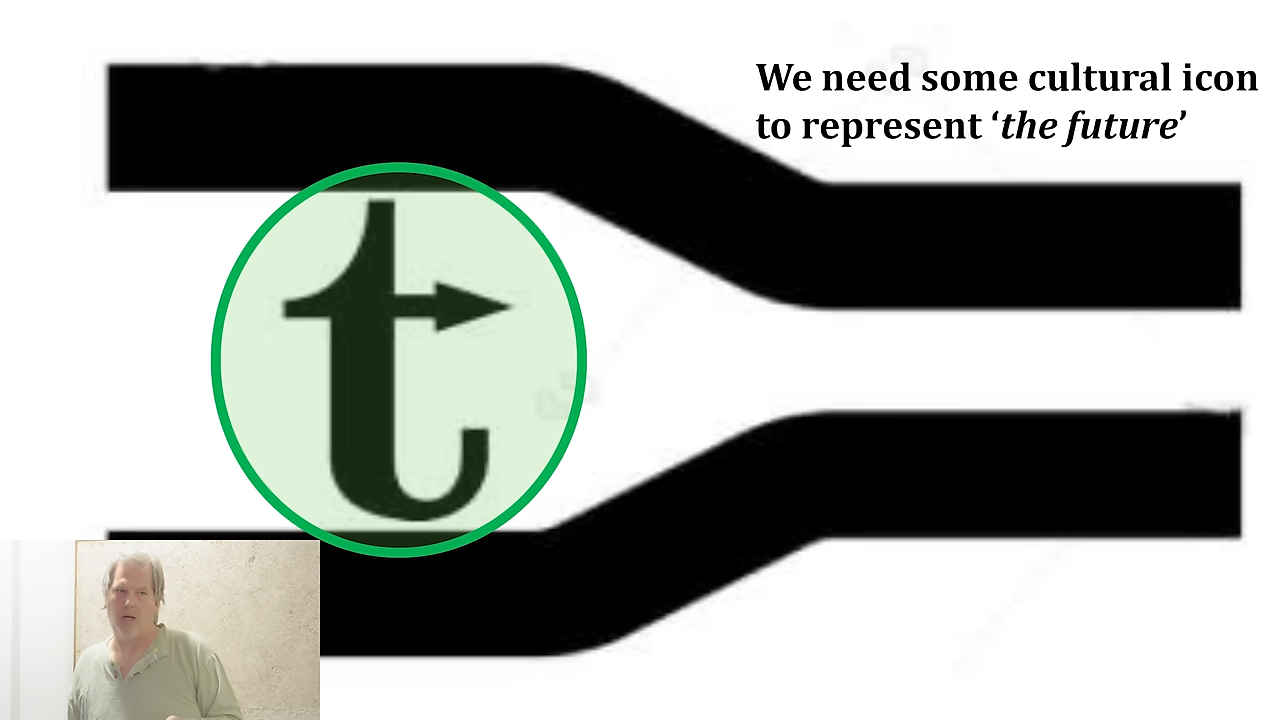 We need some cultural icon
to represent ‘the future’
t